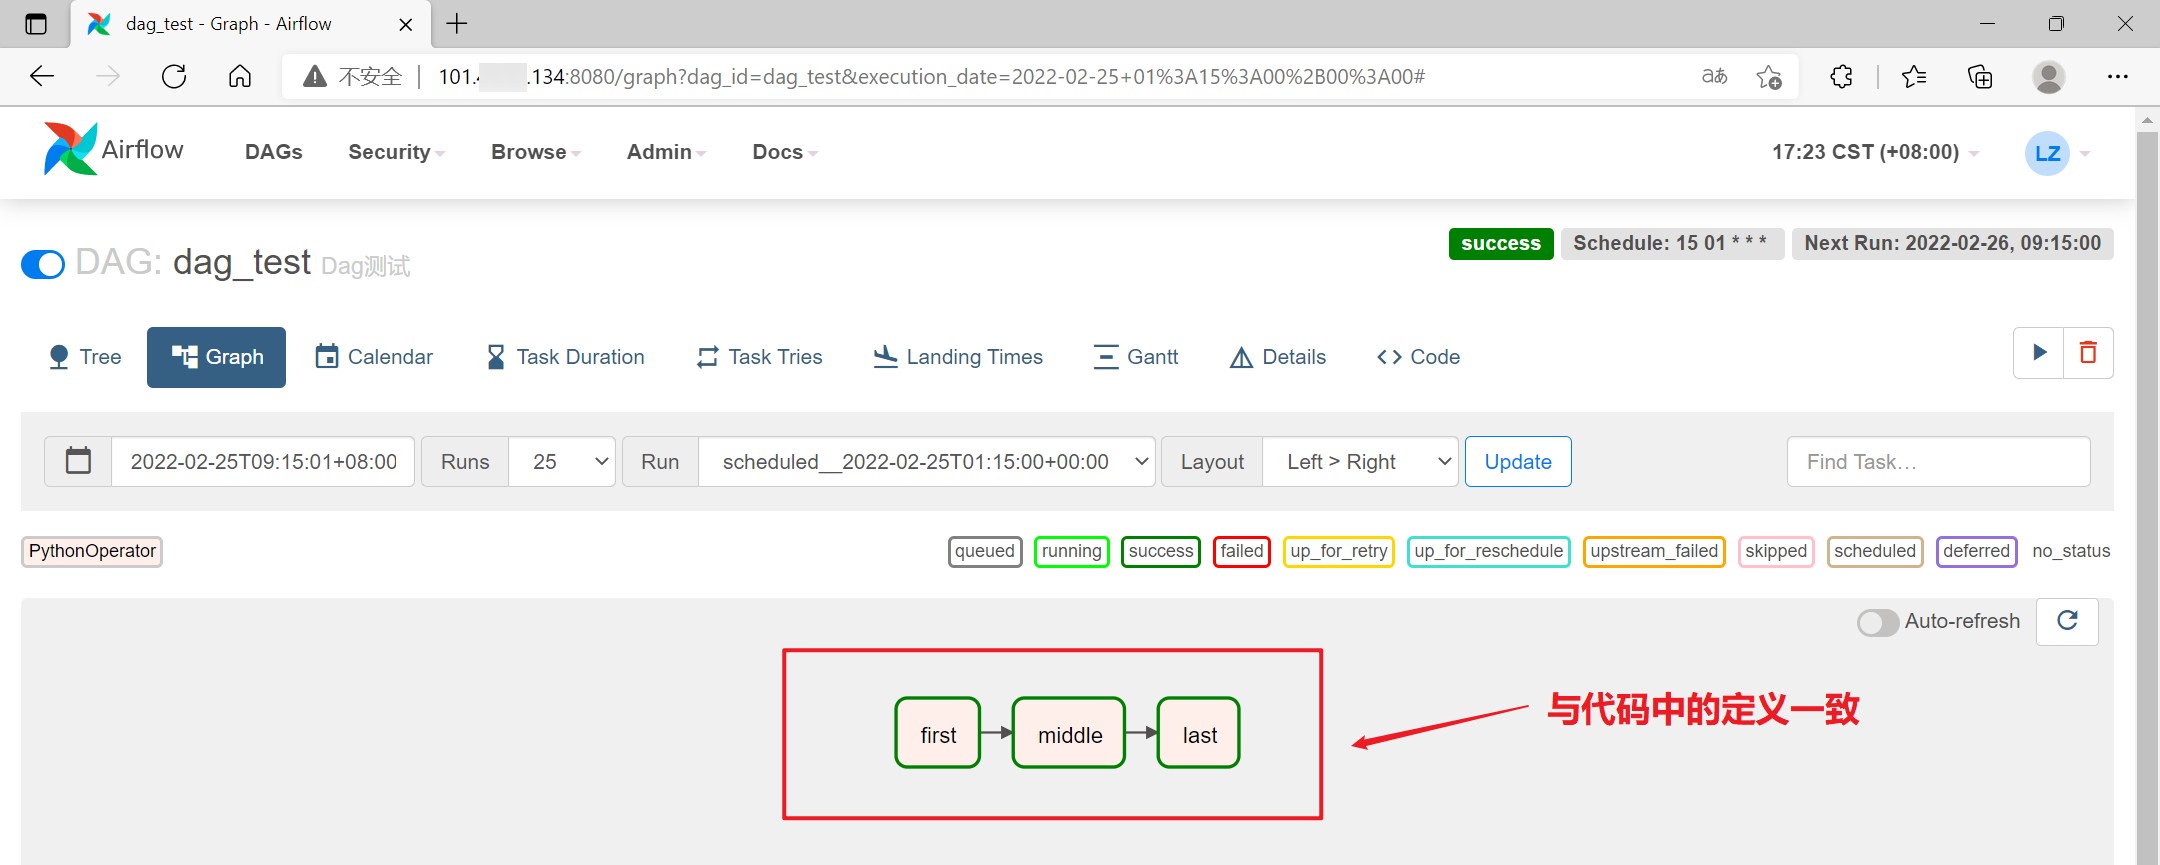 dag_test - Graph - Airflow
不安全 101. .134:8080/graph?dag_id=dag_test&execution_date=2022-02-25+01%3A15%3A00%2B00%3A00#
Airflow DAGs Security Browse Admin Docs 17:23 CST (+08:00) LZ
success Schedule: 15 01 * * * Next Run: 2022-02-26, 09:15:00
DAG: dag_test Dag测试
Tree Graph Calendar Task Duration Task Tries Landing Times Gantt Details Code
2022-02-25T09:15:01+08:00 Runs 25 Run scheduled__2022-02-25T01:15:00+00:00 Layout Left > Right Update Find Task…
PythonOperator queued running success failed up_for_retry up_for_reschedule upstream_failed skipped scheduled deferred no_status
Auto-refresh
与代码中的定义一致
first middle last